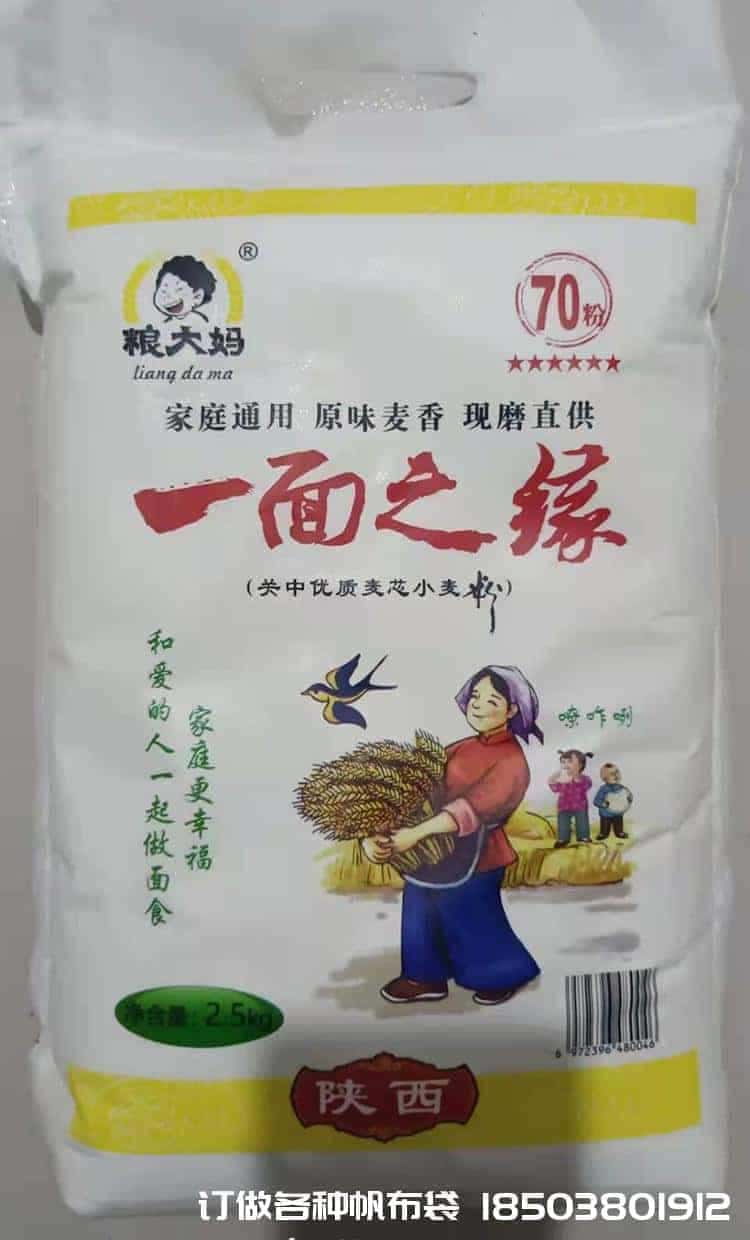 ®
粮大妈
liang da ma
70粉
★★★★★★
家庭通用 原味麦香 现磨直供
一面之缘
(关中优质麦芯小麦粉)
和爱的人一起做面食
家庭更幸福
嘹咋咧
净含量:2.5kg
6 972396 480046
陕西
订做各种帆布袋 18503801912